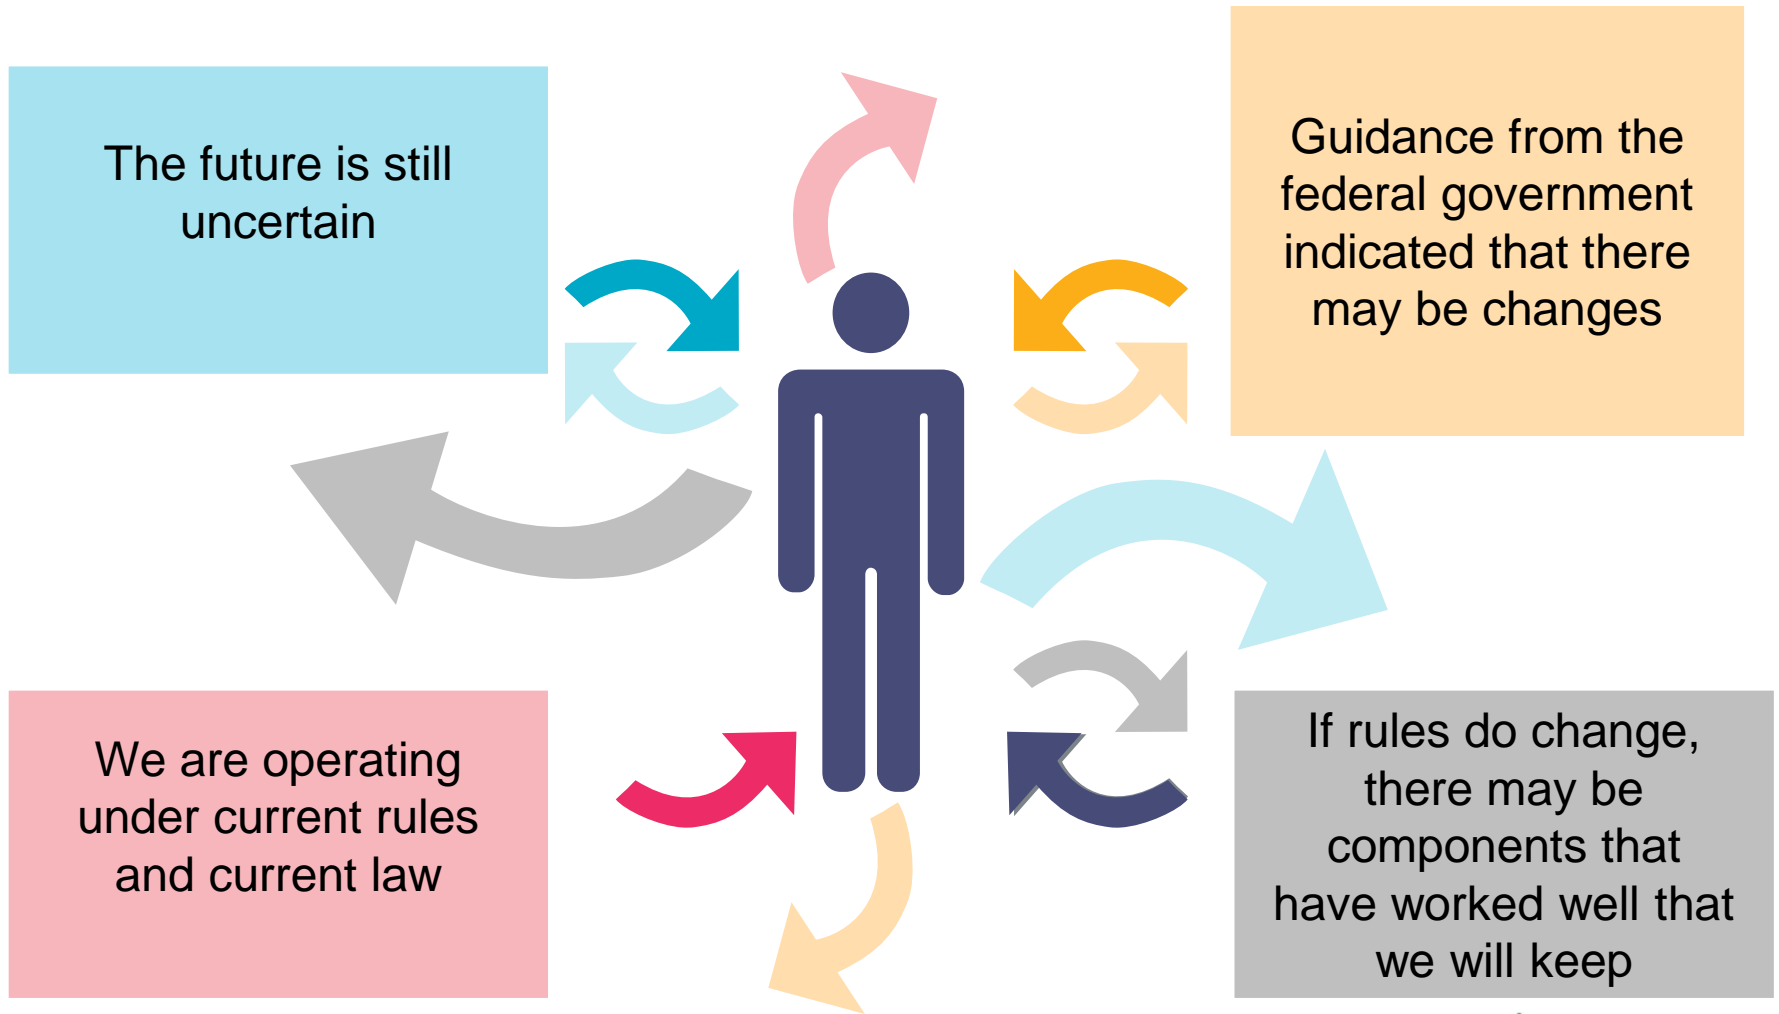 The future is still
uncertain
Guidance from the
federal government
indicated that there
may be changes
We are operating
under current rules
and current law
If rules do change,
there may be
components that
have worked well that
we will keep